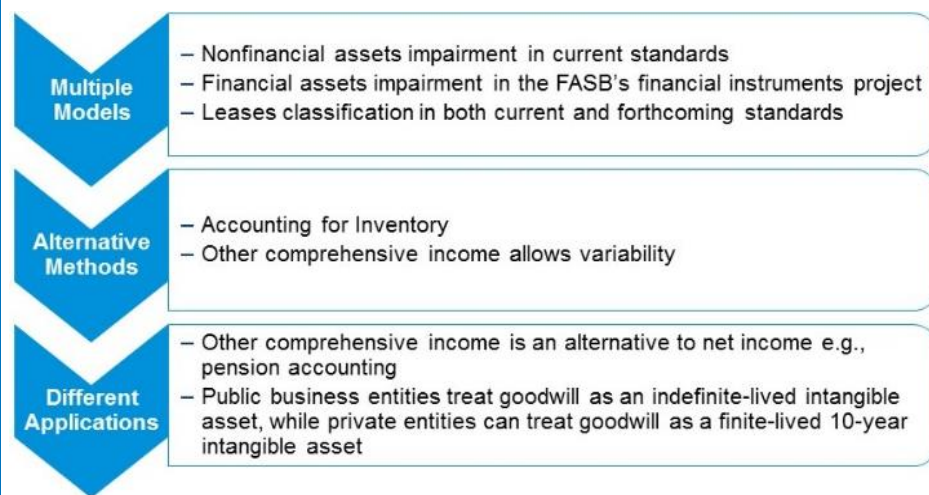 Multiple
Models
– Nonfinancial assets impairment in current standards
– Financial assets impairment in the FASB's financial instruments project
– Leases classification in both current and forthcoming standards
Alternative
Methods
– Accounting for Inventory
– Other comprehensive income allows variability
Different
Applications
– Other comprehensive income is an alternative to net income e.g.,
pension accounting
– Public business entities treat goodwill as an indefinite-lived intangible
asset, while private entities can treat goodwill as a finite-lived 10-year
intangible asset